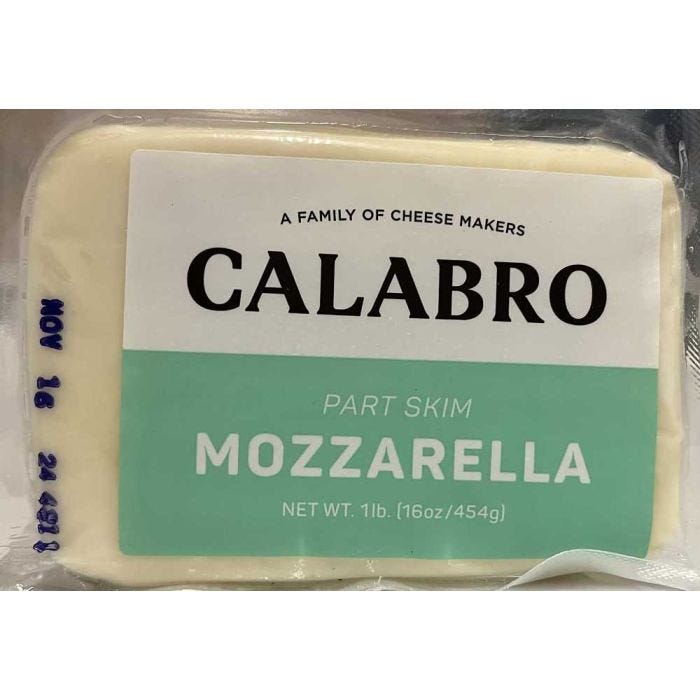 A FAMILY OF CHEESE MAKERS
CALABRO
PART SKIM
MOZZARELLA
NET WT. 1lb. (16oz/454g)
NOV 16 24